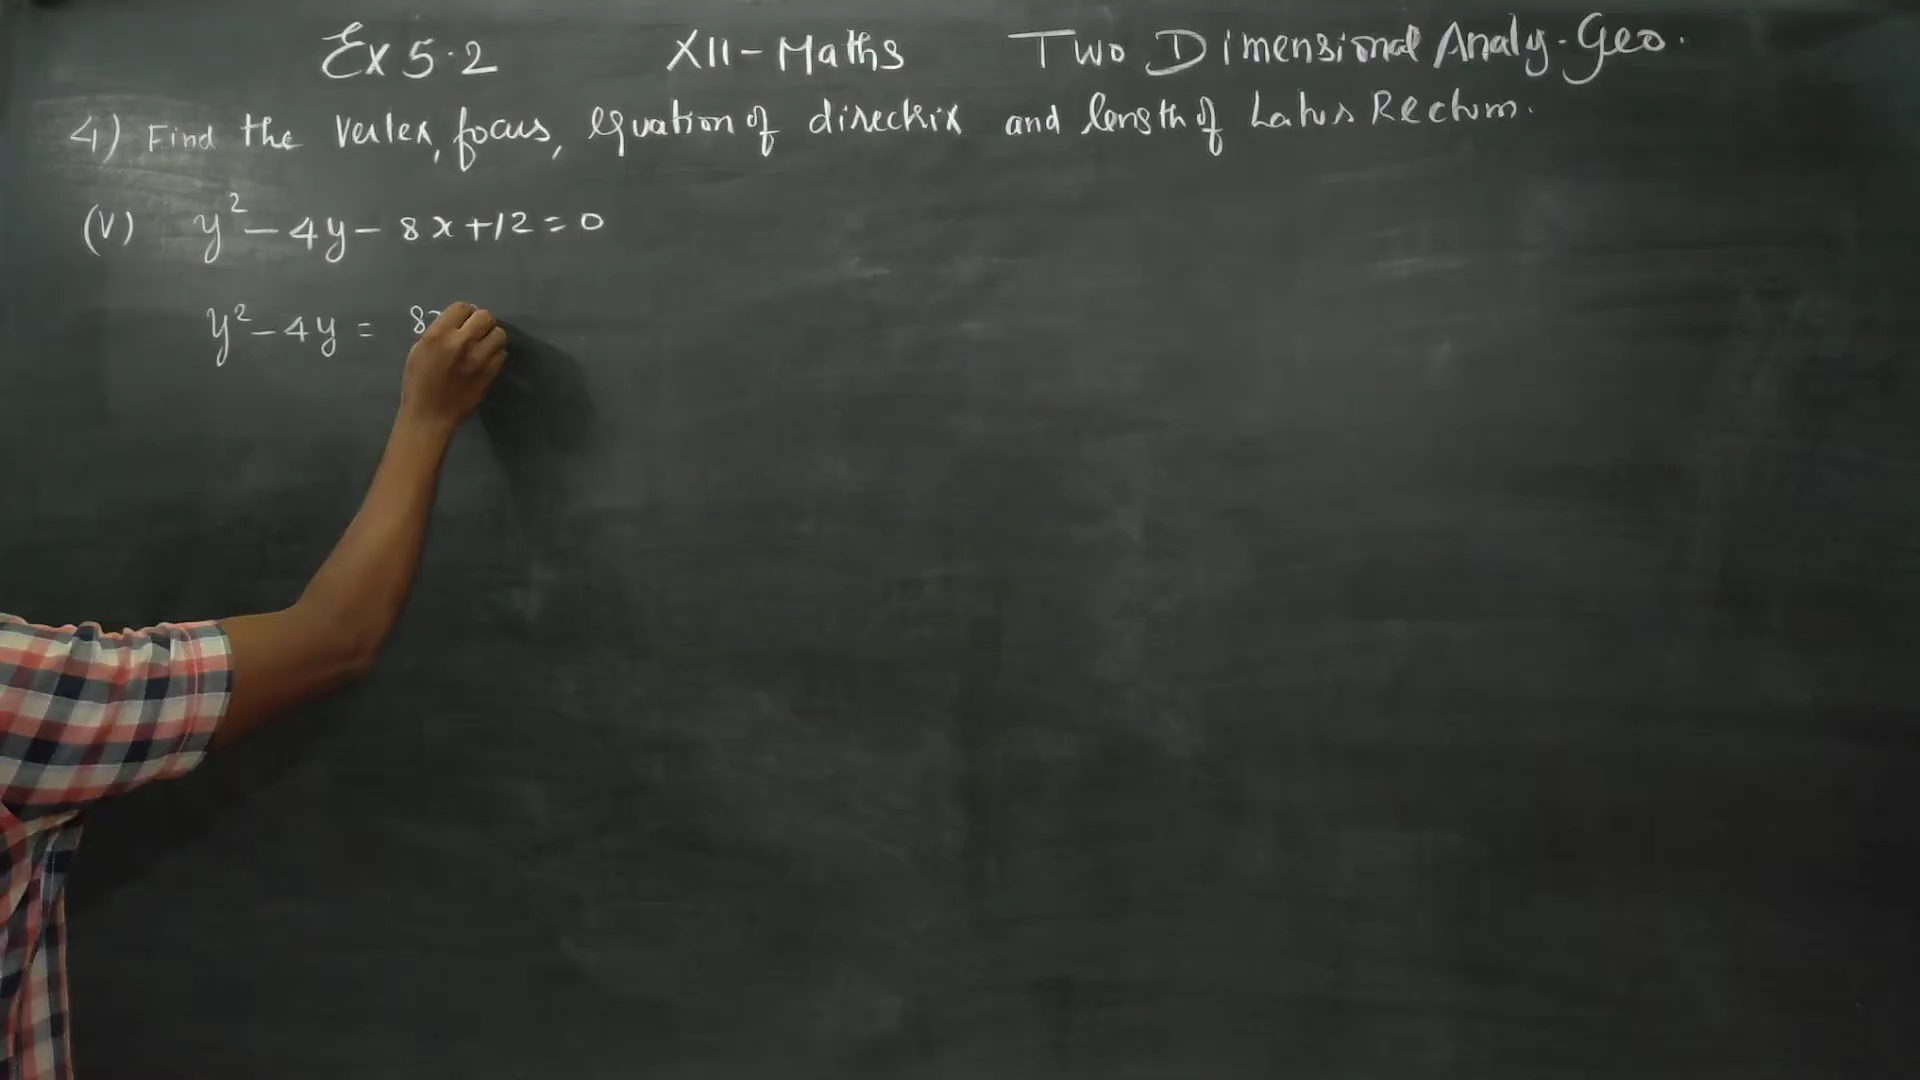 Ex 5.2 XII-Maths Two Dimensional Analy-Geo.
4) Find the Vertex, focus, equation of directrix and length of Latus Rectum.
(V) y² - 4y - 8x + 12 = 0
y² - 4y = 8x